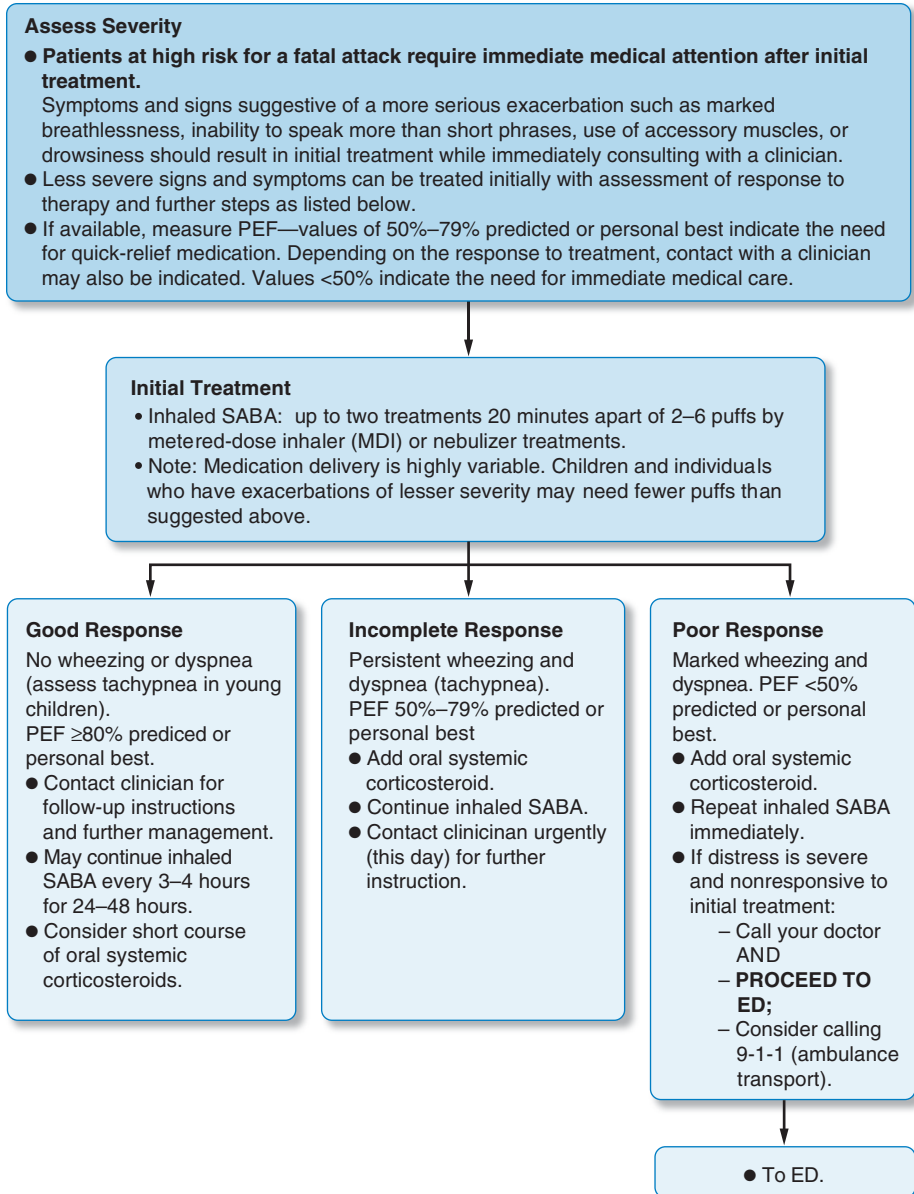 Assess Severity
● Patients at high risk for a fatal attack require immediate medical attention after initial
treatment.
Symptoms and signs suggestive of a more serious exacerbation such as marked
breathlessness, inability to speak more than short phrases, use of accessory muscles, or
drowsiness should result in initial treatment while immediately consulting with a clinician.
● Less severe signs and symptoms can be treated initially with assessment of response to
therapy and further steps as listed below.
● If available, measure PEF—values of 50%–79% predicted or personal best indicate the need
for quick-relief medication. Depending on the response to treatment, contact with a clinician
may also be indicated. Values <50% indicate the need for immediate medical care.
Initial Treatment
• Inhaled SABA: up to two treatments 20 minutes apart of 2–6 puffs by
metered-dose inhaler (MDI) or nebulizer treatments.
• Note: Medication delivery is highly variable. Children and individuals
who have exacerbations of lesser severity may need fewer puffs than
suggested above.
Good Response
No wheezing or dyspnea
(assess tachypnea in young
children).
PEF ≥80% prediced or
personal best.
● Contact clinician for
follow-up instructions
and further management.
● May continue inhaled
SABA every 3–4 hours
for 24–48 hours.
● Consider short course
of oral systemic
corticosteroids.
Incomplete Response
Persistent wheezing and
dyspnea (tachypnea).
PEF 50%–79% predicted or
personal best
● Add oral systemic
corticosteroid.
● Continue inhaled SABA.
● Contact clinicinan urgently
(this day) for further
instruction.
Poor Response
Marked wheezing and
dyspnea. PEF <50%
predicted or personal
best.
● Add oral systemic
corticosteroid.
● Repeat inhaled SABA
immediately.
● If distress is severe
and nonresponsive to
initial treatment:
– Call your doctor
AND
– PROCEED TO
ED;
– Consider calling
9-1-1 (ambulance
transport).
● To ED.